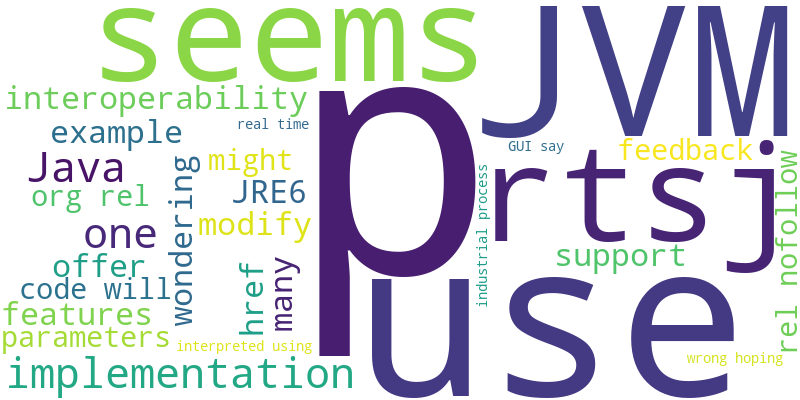 seems
JVM
interoperability
real time
example
GUI say
feedback
Java
wondering
might
p
rtsj
org rel
JRE6
industrial process
rel nofollow
one
modify
support
offer
href
many
use
code will
features
parameters
interpreted using
wrong hoping
implementation